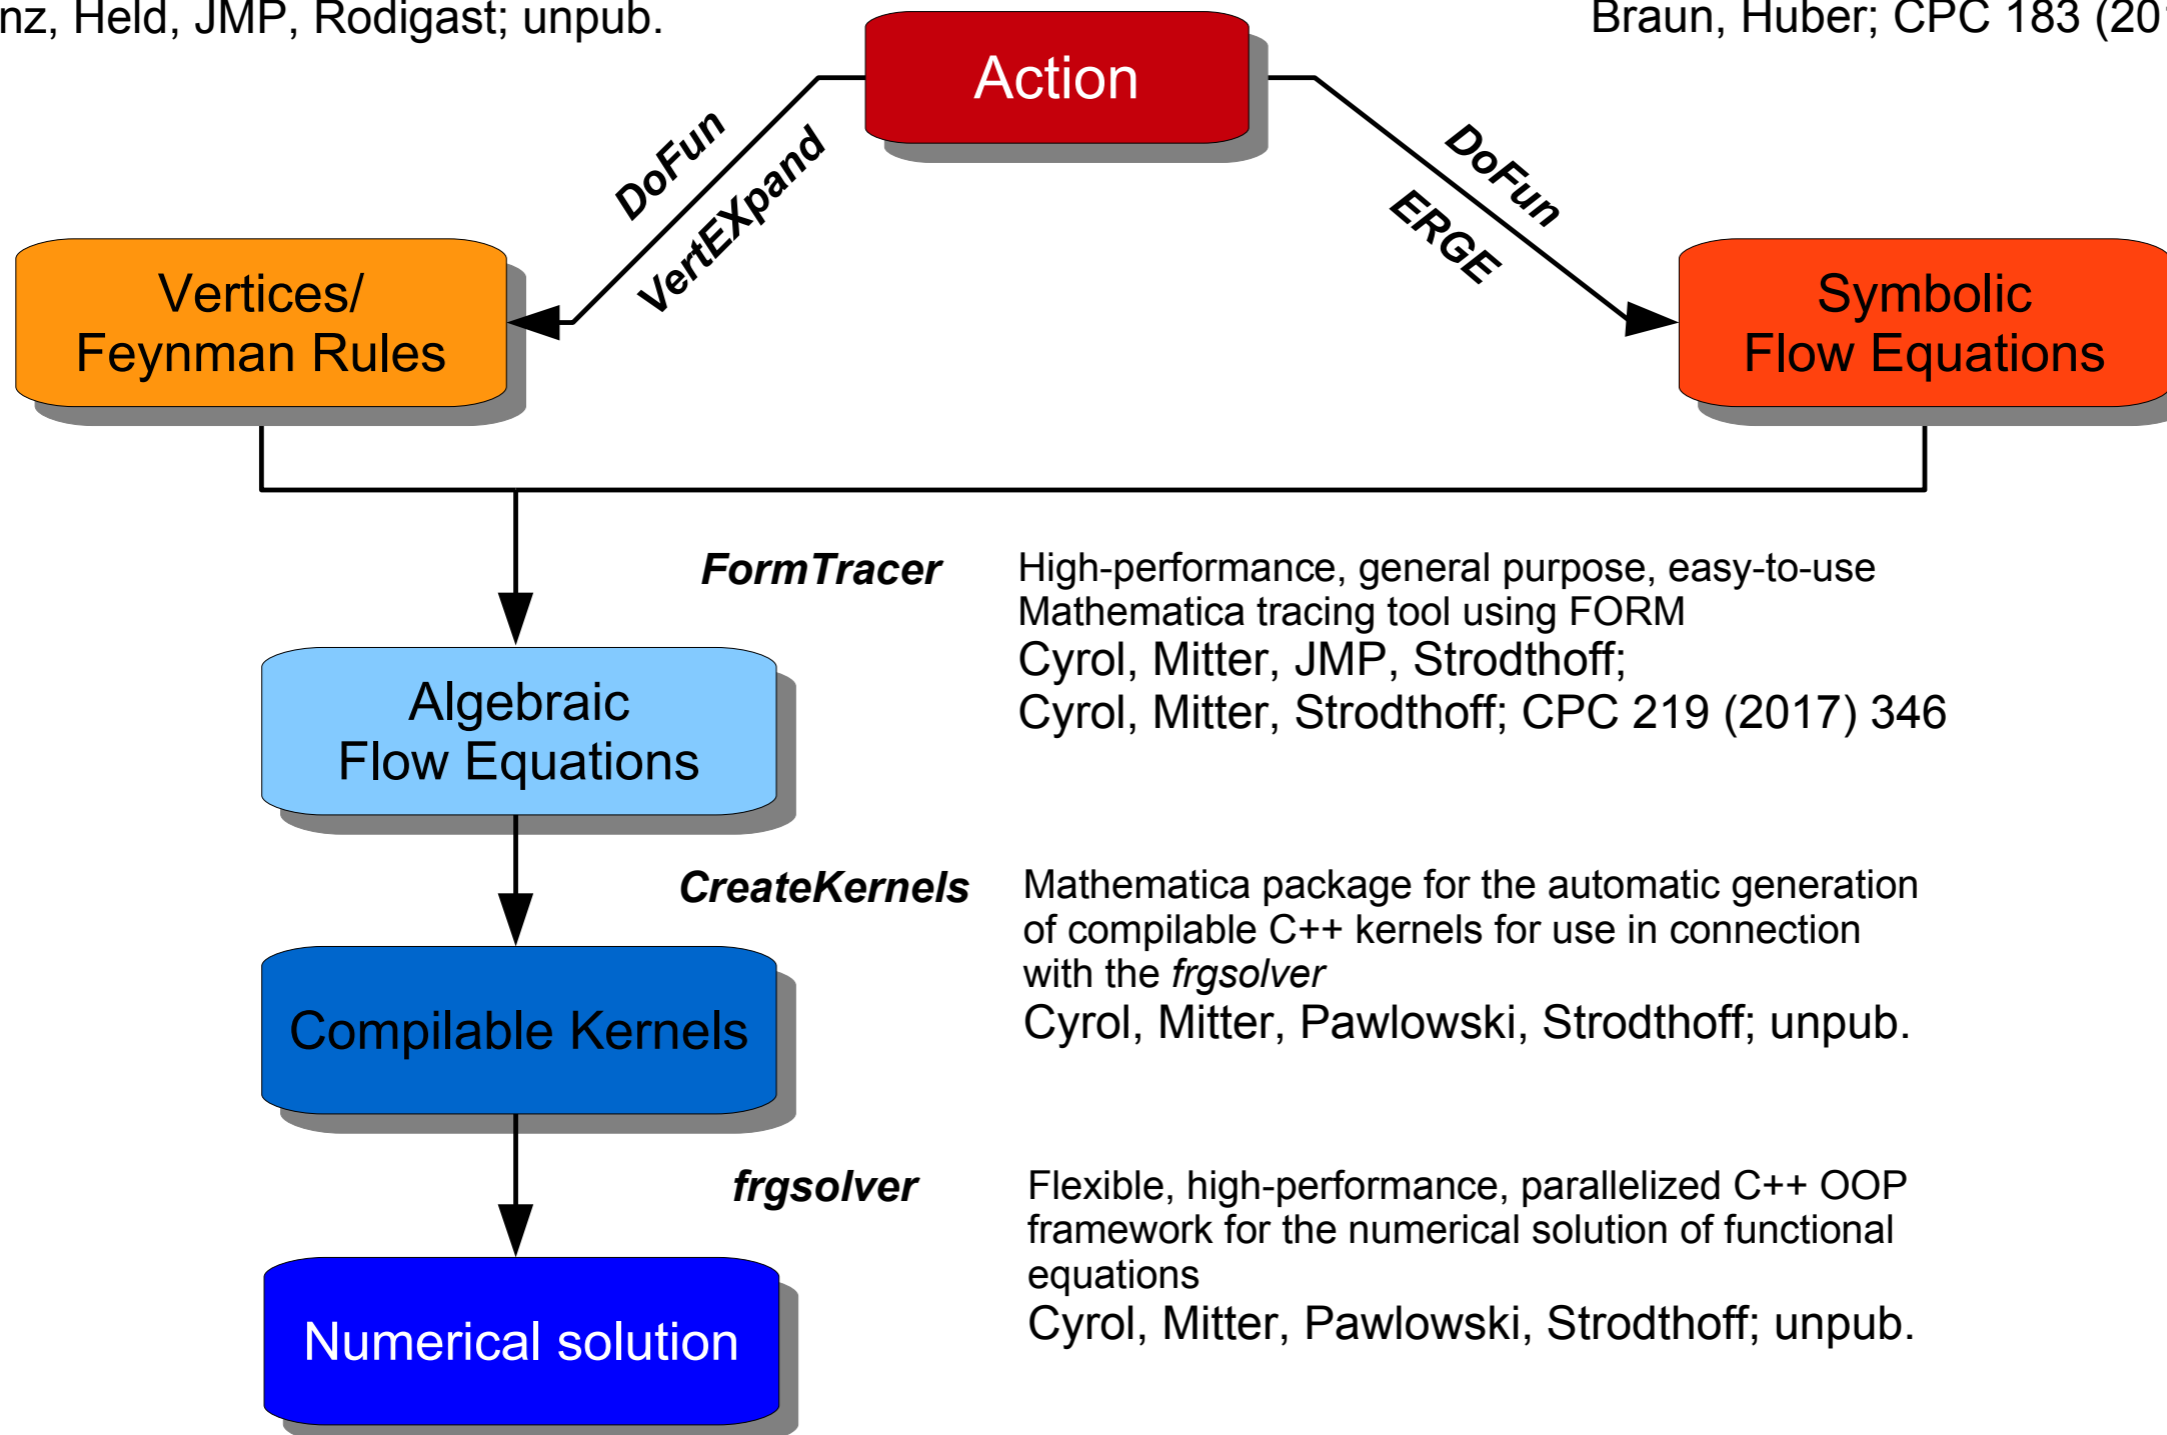 Held, JMP, Rodigast; unpub.
Braun, Huber; CPC 183
Action
DoFun
VertEXpand
DoFun
ERGE
Vertices/
Feynman Rules
Symbolic
Flow Equations
FormTracer
High-performance, general purpose, easy-to-use
Mathematica tracing tool using FORM
Cyrol, Mitter, JMP, Strodthoff;
Cyrol, Mitter, Strodthoff; CPC 219 (2017) 346
Algebraic
Flow Equations
CreateKernels
Mathematica package for the automatic generation
of compilable C++ kernels for use in connection
with the frgsolver
Cyrol, Mitter, Pawlowski, Strodthoff; unpub.
Compilable Kernels
frgsolver
Flexible, high-performance, parallelized C++ OOP
framework for the numerical solution of functional
equations
Cyrol, Mitter, Pawlowski, Strodthoff; unpub.
Numerical solution